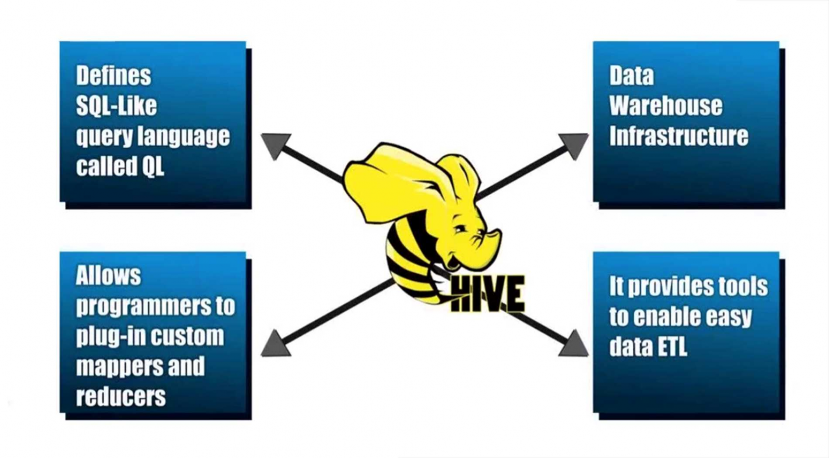 Defines
SQL-Like
query language
called QL
Data
Warehouse
Infrastructure
HIVE
Allows
programmers to
plug-in custom
mappers and
reducers
It provides tools
to enable easy
data ETL